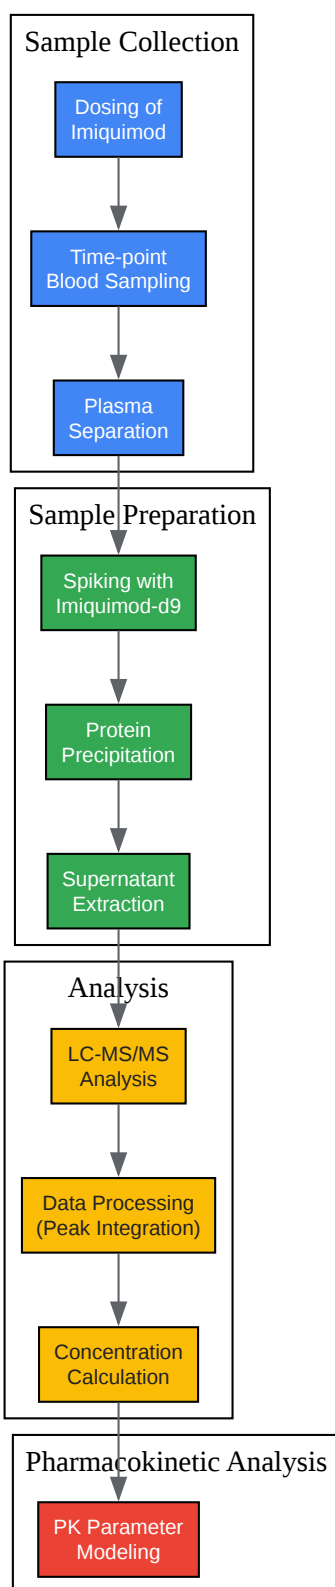 Sample Collection
Dosing of
Imiquimod
Time-point
Blood Sampling
Plasma
Separation
Sample Preparation
Spiking with
Imiquimod-d9
Protein
Precipitation
Supernatant
Extraction
Analysis
LC-MS/MS
Analysis
Data Processing
(Peak Integration)
Concentration
Calculation
Pharmacokinetic Analysis
PK Parameter
Modeling